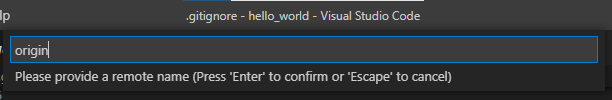 lp
.gitignore - hello_world - Visual Studio Code
origin
Please provide a remote name (Press 'Enter' to confirm or 'Escape' to cancel)